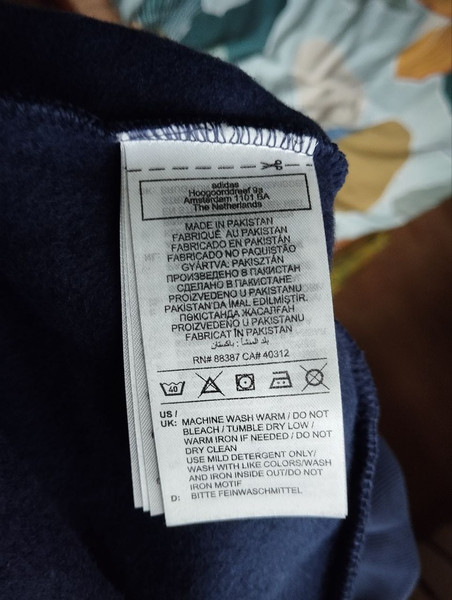 adidas
Hoogoorddreef 9a
Amsterdam 1101 BA
The Netherlands
MADE IN PAKISTAN
FABRIQUÉ AU PAKISTAN
FABRICADO EN PAKISTÁN
FABRICADO NO PAQUISTÃO
GYÁRTVA: PAKISZTÁN
ПРОИЗВЕДЕНО В ПАКИСТАН
СДЕЛАНО В ПАКИСТАНЕ
PROIZVEDENO U PAKISTANU
PAKİSTAN'DA İMAL EDİLMİŞTİR.
ПӘКІСТАНДА ЖАСАЛҒАН
PROIZVEDENO U PAKISTANU
FABRICAT ÎN PAKISTAN
بلد المنشأ : باكستان
RN# 88387 CA# 40312
40
US /
UK: MACHINE WASH WARM / DO NOT
BLEACH / TUMBLE DRY LOW /
WARM IRON IF NEEDED / DO NOT
DRY CLEAN
USE MILD DETERGENT ONLY/
WASH WITH LIKE COLORS/WASH
AND IRON INSIDE OUT/DO NOT
IRON MOTIF
D: BITTE FEINWASCHMITTEL